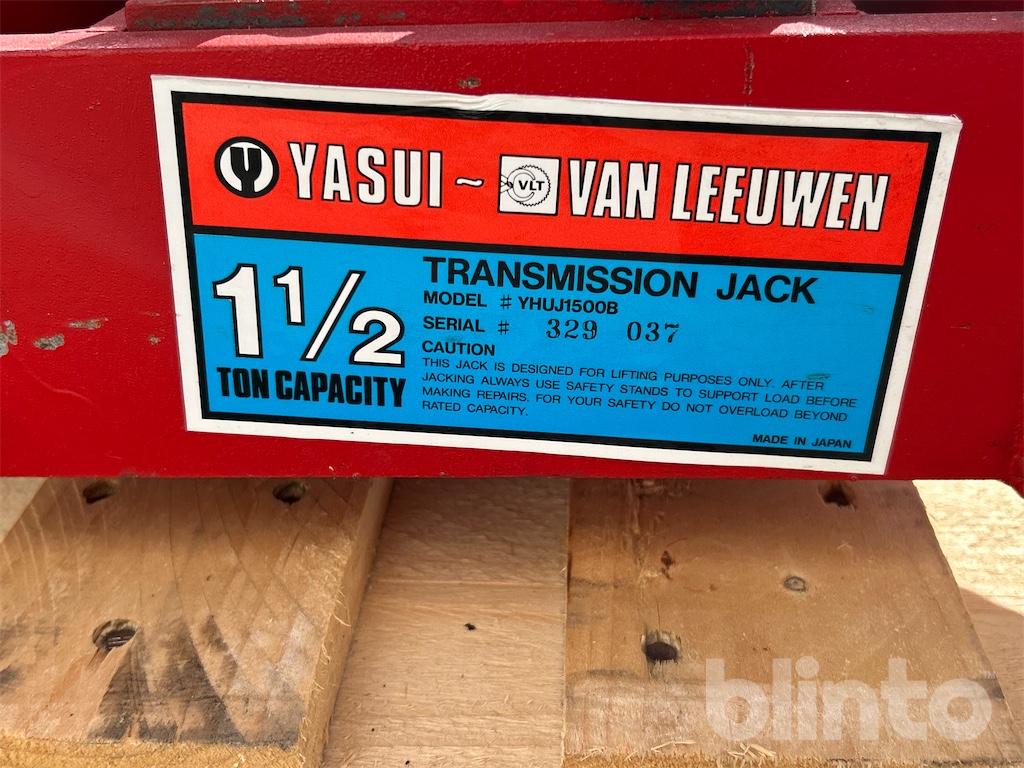 Y YASUI ~ VLT VAN LEEUWEN
1 1/2
TON CAPACITY
TRANSMISSION JACK
MODEL # YHUJ1500B
SERIAL # 329 037
CAUTION
THIS JACK IS DESIGNED FOR LIFTING PURPOSES ONLY. AFTER
JACKING ALWAYS USE SAFETY STANDS TO SUPPORT LOAD BEFORE
MAKING REPAIRS. FOR YOUR SAFETY DO NOT OVERLOAD BEYOND
RATED CAPACITY.
MADE IN JAPAN
blinto